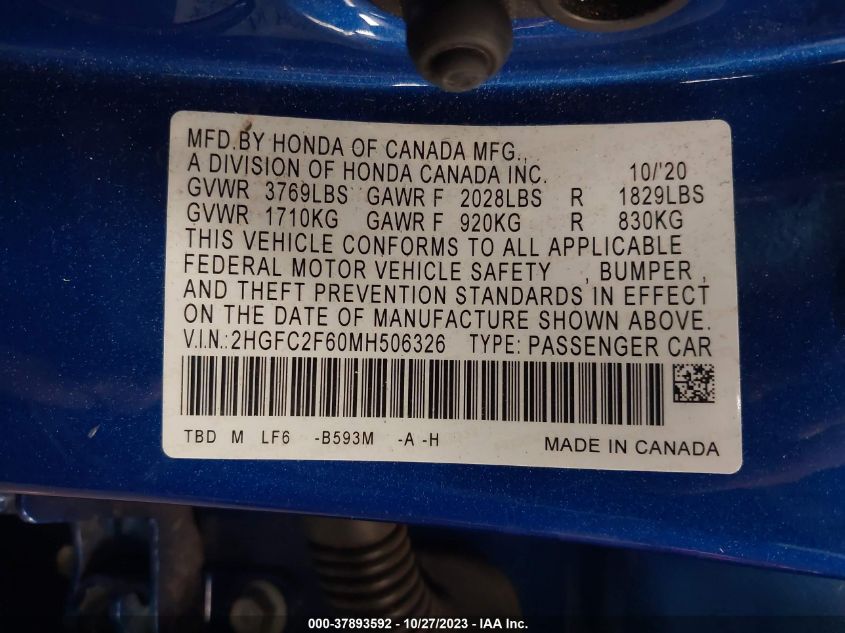 MFD.BY HONDA OF CANADA MFG.,
A DIVISION OF HONDA CANADA INC. 10/'20
GVWR 3769LBS GAWR F 2028LBS R 1829LBS
GVWR 1710KG GAWR F 920KG R 830KG
THIS VEHICLE CONFORMS TO ALL APPLICABLE
FEDERAL MOTOR VEHICLE SAFETY , BUMPER ,
AND THEFT PREVENTION STANDARDS IN EFFECT
ON THE DATE OF MANUFACTURE SHOWN ABOVE.
V.I.N.: 2HGFC2F60MH506326 TYPE: PASSENGER CAR
TBD M LF6 -B593M -A -H MADE IN CANADA
000-37893592 - 10/27/2023 - IAA Inc.